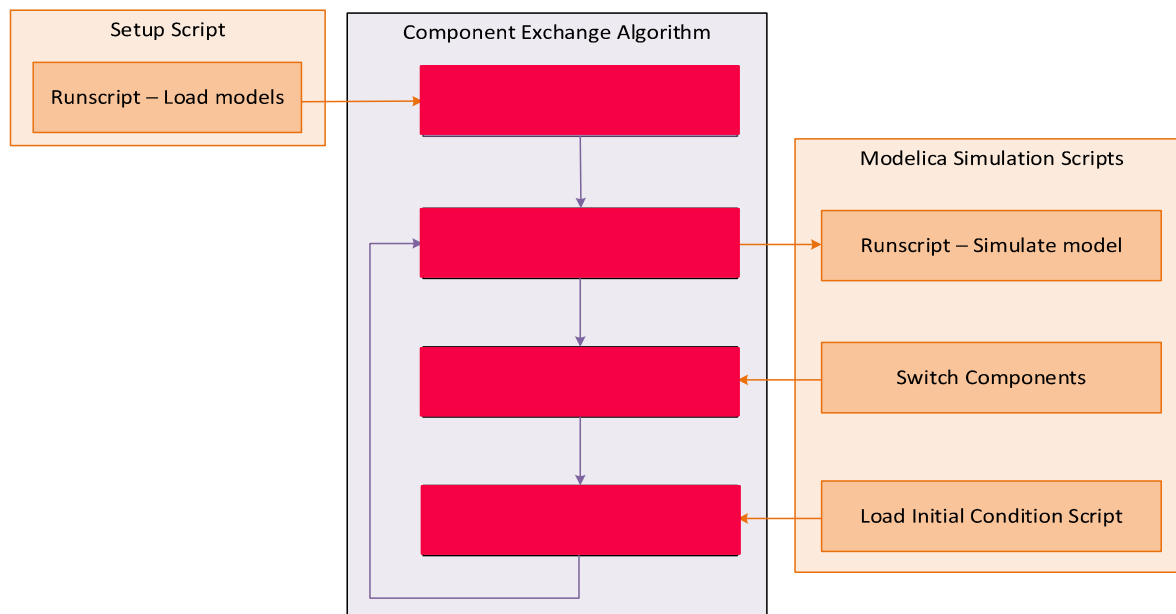 Setup Script
Runscript – Load models
Component Exchange Algorithm
Modelica Simulation Scripts
Runscript – Simulate model
Switch Components
Load Initial Condition Script